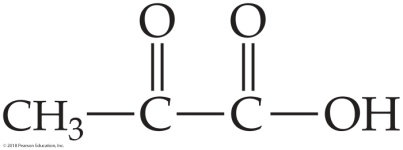 O O
CH3 C C OH
© 2018 Pearson Education, Inc.